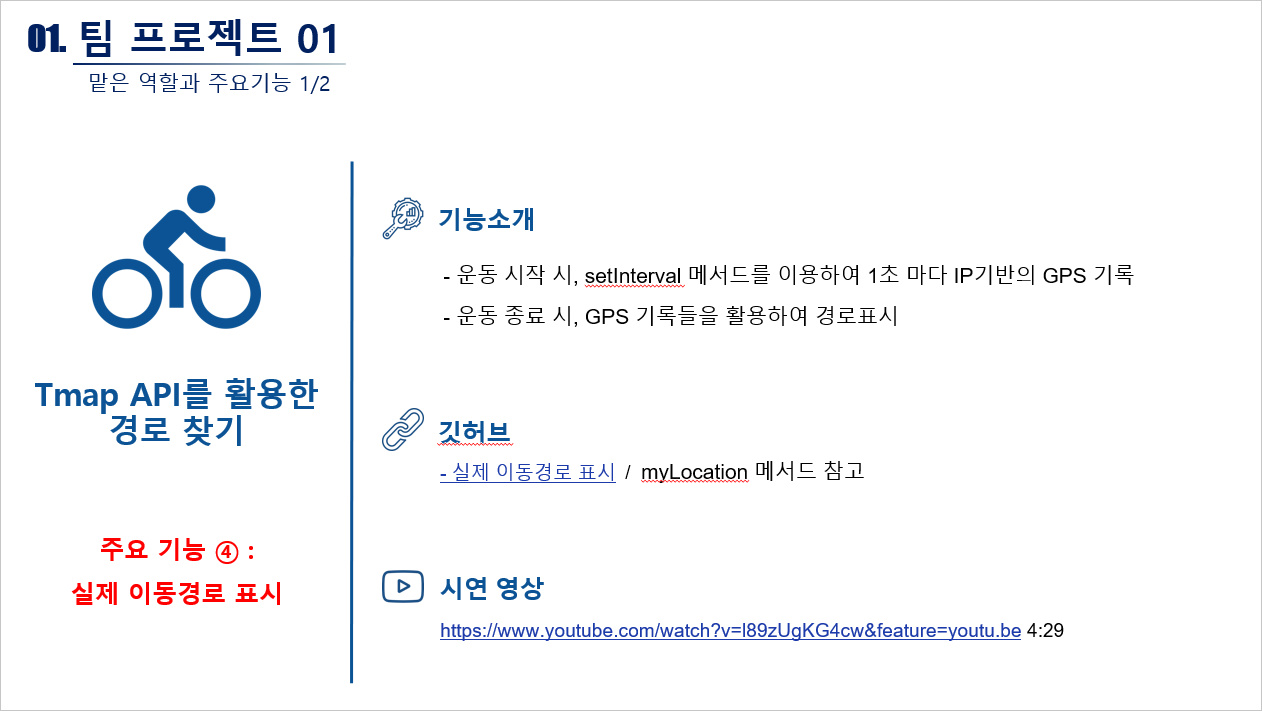 01. 팀 프로젝트 01
맡은 역할과 주요기능 1/2
Tmap API를 활용한
경로 찾기
주요 기능 ④ :
실제 이동경로 표시
기능소개
- 운동 시작 시, setInterval 메서드를 이용하여 1초 마다 IP기반의 GPS 기록
- 운동 종료 시, GPS 기록들을 활용하여 경로표시
깃허브
- 실제 이동경로 표시 / myLocation 메서드 참고
시연 영상
https://www.youtube.com/watch?v=l89zUgKG4cw&feature=youtu.be 4:29